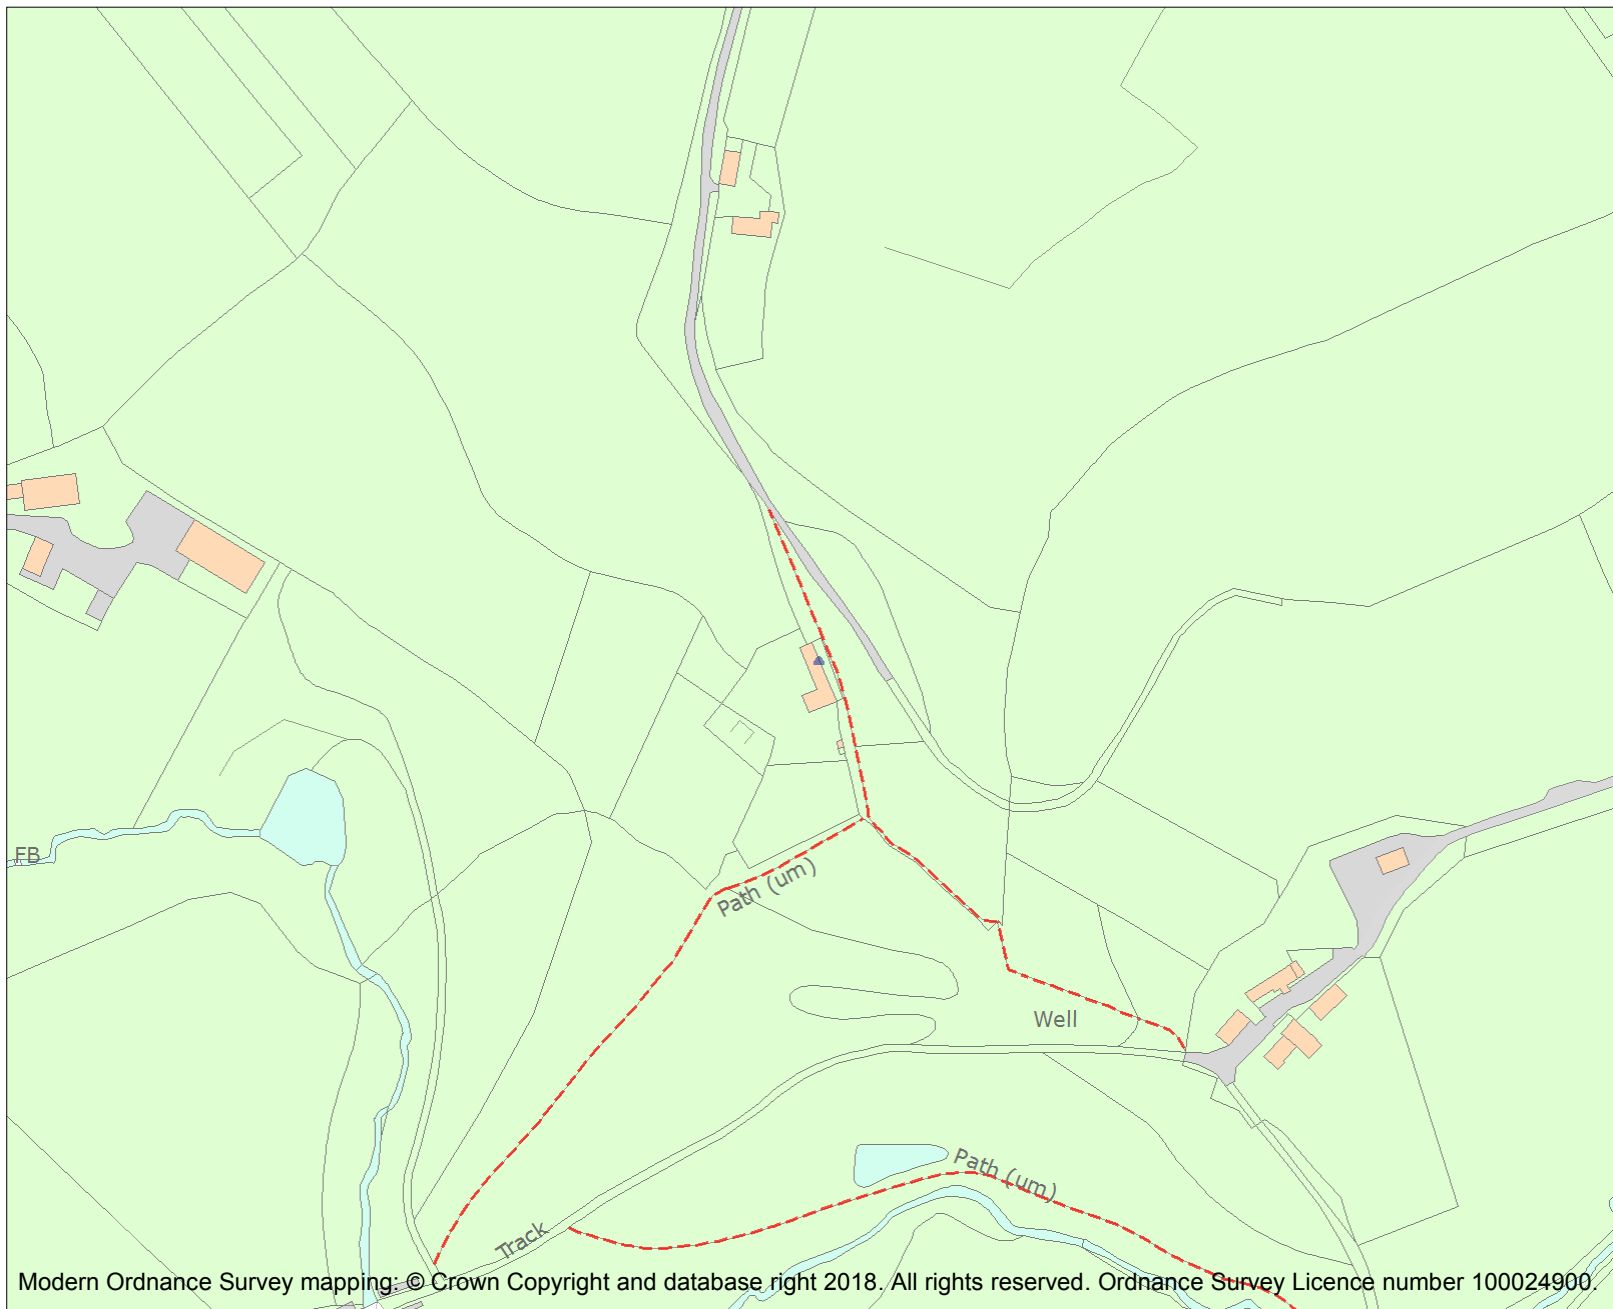 FB
Path (um)
Well
Path (um)
Track
Modern Ordnance Survey mapping: © Crown Copyright and database right 2018. All rights reserved. Ordnance Survey Licence number 100024900.